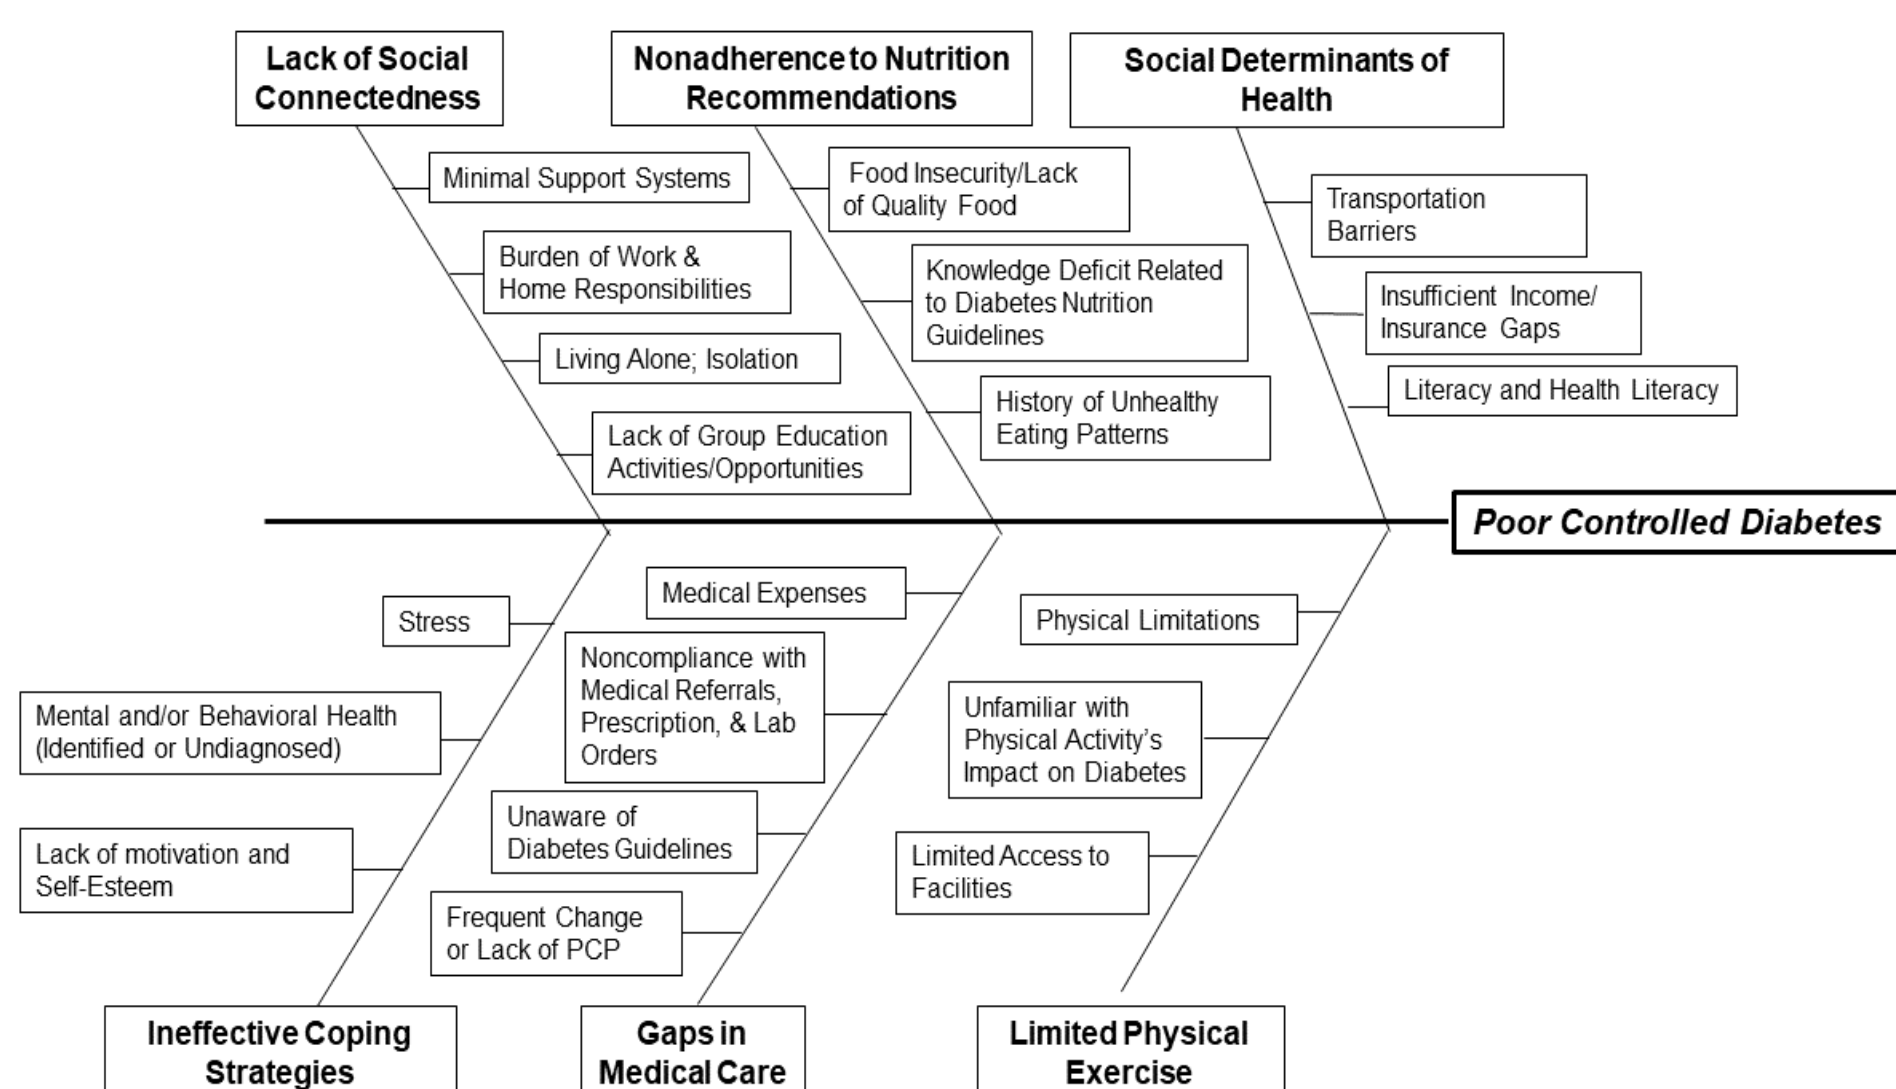 Lack of Social
Connectedness
Nonadherence to Nutrition
Recommendations
Social Determinants of
Health
Minimal Support Systems
Burden of Work &
Home Responsibilities
Living Alone; Isolation
Lack of Group Education
Activities/Opportunities
Food Insecurity/Lack
of Quality Food
Knowledge Deficit Related
to Diabetes Nutrition
Guidelines
History of Unhealthy
Eating Patterns
Transportation
Barriers
Insufficient Income/
Insurance Gaps
Literacy and Health Literacy
Poor Controlled Diabetes
Stress
Mental and/or Behavioral Health
(Identified or Undiagnosed)
Lack of motivation and
Self-Esteem
Medical Expenses
Noncompliance with
Medical Referrals,
Prescription, & Lab
Orders
Unaware of
Diabetes Guidelines
Frequent Change
or Lack of PCP
Physical Limitations
Unfamiliar with
Physical Activity’s
Impact on Diabetes
Limited Access to
Facilities
Ineffective Coping
Strategies
Gaps in
Medical Care
Limited Physical
Exercise